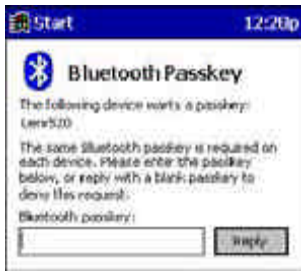 Start 12:20p
Bluetooth Passkey
The following device wants a passkey:
The same Bluetooth passkey is required on
each device. Please enter the passkey
below, or reply with a blank passkey to
deny this request.
Bluetooth passkey:
Reply